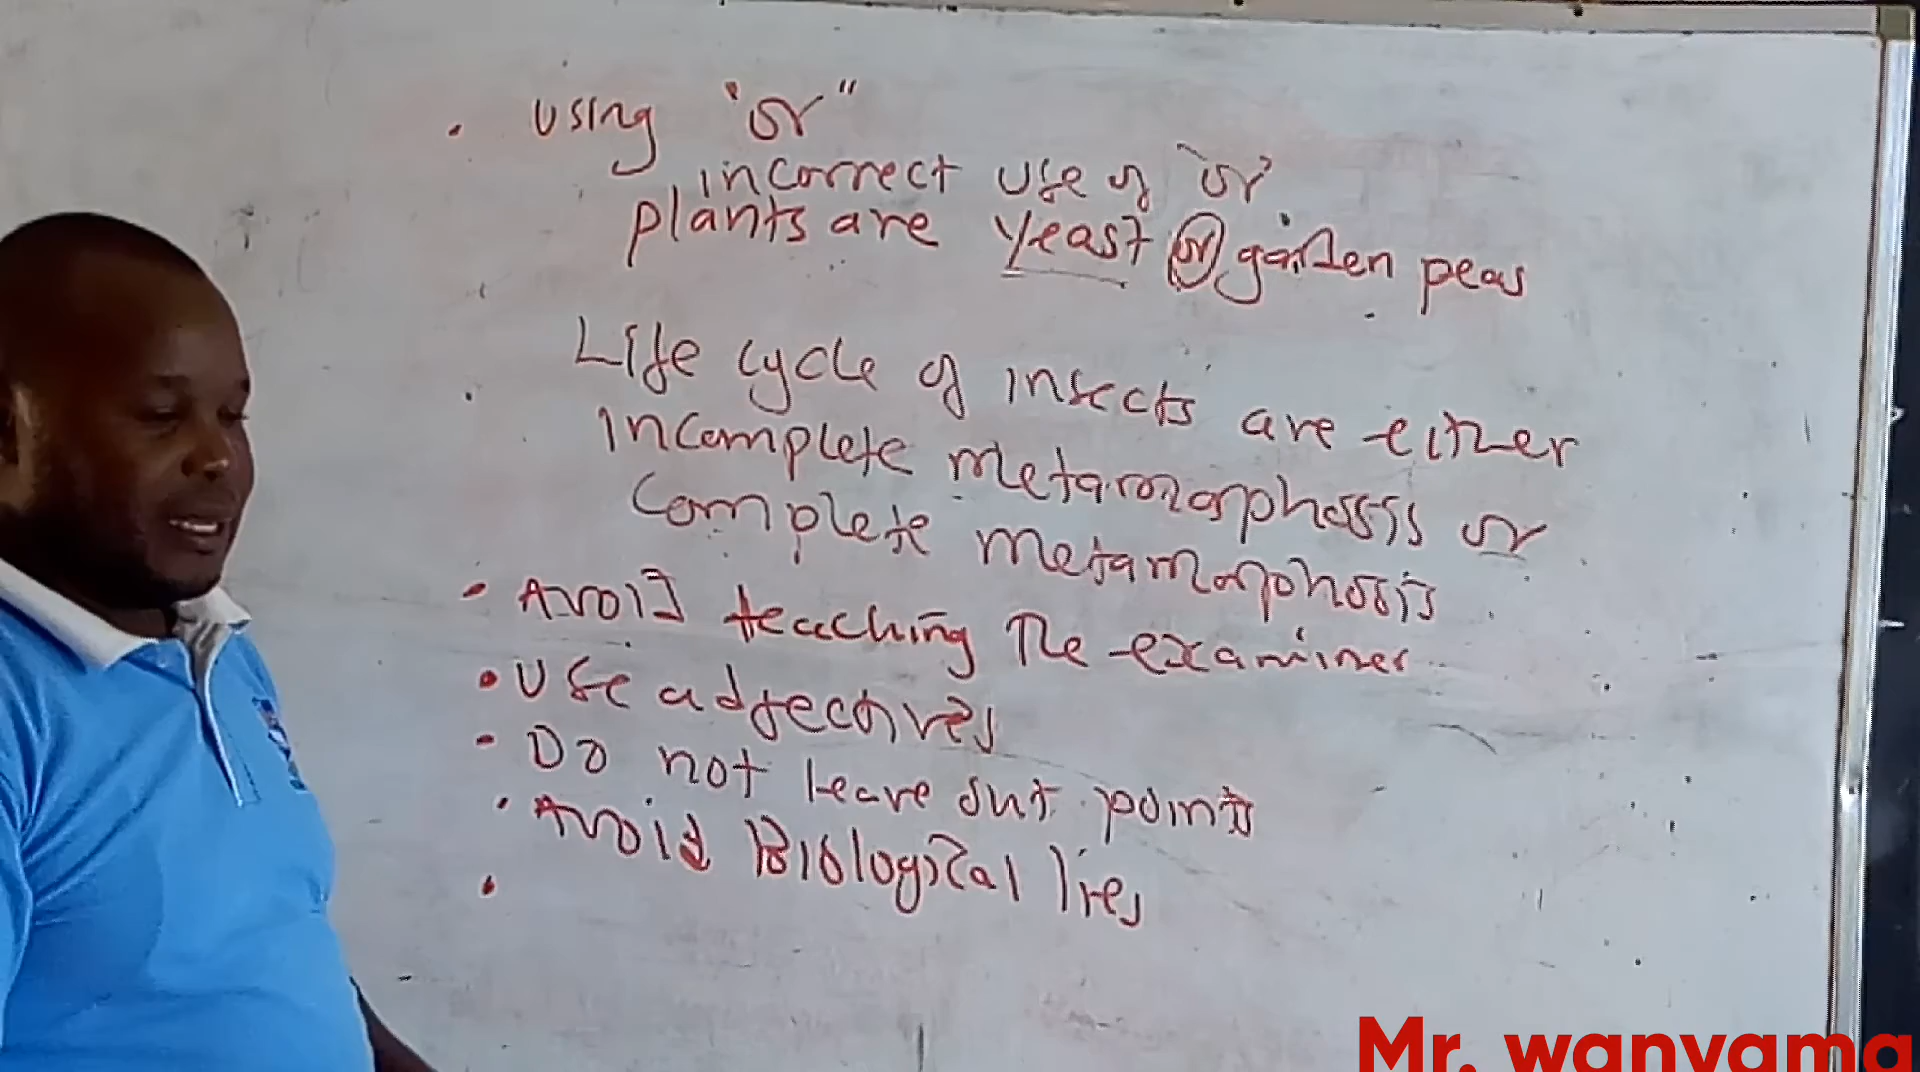 . Using "or"
incorrect use of "or"
plants are yeast or garden peas
Life cycle of insects are either
incomplete metamorphosis or
complete metamorphosis
. Avoid teaching the examiner
. Use adjectives
. Do not leave out points
. Avoid Biological lies
.
Mr. wanyama